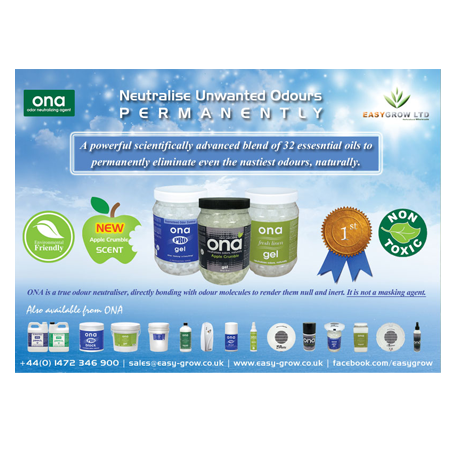 ona
odor neutralizing agent
Neutralise Unwanted Odours
PERMANENTLY
EASYGROW LTD
A powerful scientifically advanced blend of 32 essesntial oils to
permanently eliminate even the nastiest odours, naturally.
Environmental
Friendly
NEW
Apple Crumble
SCENT
ona
PRO
gel
ona
Apple Crumble
gel
ona
fresh linen
gel
1st
NON
TOXIC
ONA is a true odour neutraliser, directly bonding with odour molecules to render them null and inert. It is not a masking agent.
Also available from ONA
+44(0) 1472 346 900 | sales@easy-grow.co.uk | www.easy-grow.co.uk | facebook.com/easygrow